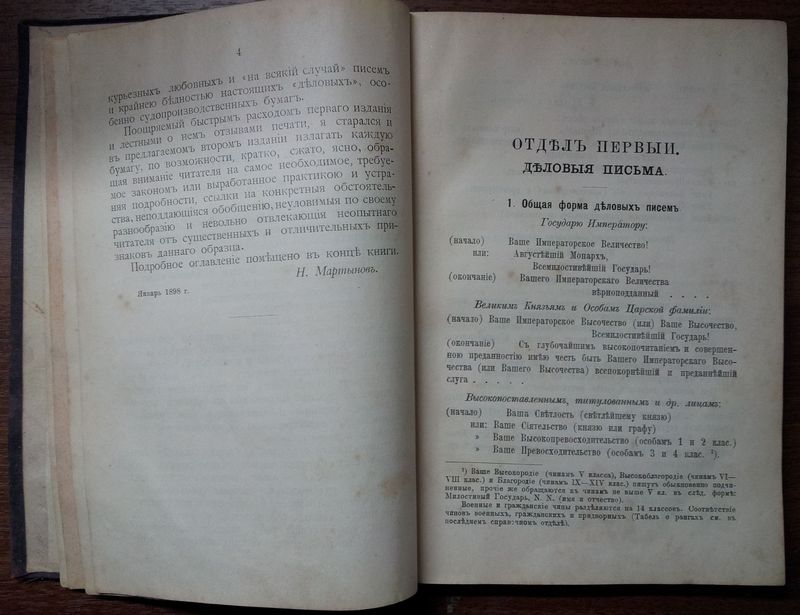 4
курьезныхъ любовныхъ и «на всякій случай» писемъ
и крайнею бѣдностью настоящихъ «дѣловыхъ», осо-
бенно судопроизводственныхъ бумагъ.
Поощряемый быстрымъ расходомъ перваго изданія
и лестными о немъ отзывами печати, я старался и
въ предлагаемомъ второмъ изданіи излагать каждую
бумагу, по возможности, кратко, сжато, ясно, обра-
щая вниманіе читателя на самое необходимое, требуе-
мое закономъ или выработанное практикою и устра-
няя подробности, ссылки на конкретныя обстоятель-
ства, неподдающіяся обобщенію, неуловимыя по своему
разнообразію и невольно отвлекающія неопытнаго
читателя отъ существенныхъ и отличительныхъ при-
знаковъ даннаго образца.
Подробное оглавленіе помѣщено въ концѣ книги.
Н. Мартыновъ.
Январь 1898 г.
ОТДѢЛЪ ПЕРВЫЙ.
ДѢЛОВЫЯ ПИСЬМА.
1. Общая форма дѣловыхъ писемъ
Государю Императору:
(начало) Ваше Императорское Величество!
или: Августѣйшій Монархъ,
Всемилостивѣйшій Государь!
(окончаніе) Вашего Императорскаго Величества
вѣрноподданный . . . .
Великимъ Князьямъ и Особамъ Царской фамиліи:
(начало) Ваше Императорское Высочество (или) Ваше Высочество,
Всемилостивѣйшій Государь!
(окончаніе) Съ глубочайшимъ высокопочитаніемъ и совершен-
ною преданностію имѣю честь быть Вашего Императорскаго Высо-
чества (или Вашего Высочества) всепокорнѣйшій и преданнѣйшій
слуга . . . . .
Высокопоставленнымъ, титулованнымъ и др. лицамъ:
(начало) Ваша Свѣтлость (свѣтлѣйшему князю)
или: Ваше Сіятельство (князю или графу)
» Ваше Высокопревосходительство (особамъ 1 и 2 клас.)
» Ваше Превосходительство (особамъ 3 и 4 клас. ¹).
¹) Ваше Высокородіе (чинамъ V класса), Высокоблагородіе (чинамъ VI—
VIII клас.) и Благородіе (чинамъ IX—XIV клас.) пишутъ обыкновенно подчи-
ненные, прочіе же обращаются къ чинамъ не выше V кл. въ слѣд. формѣ:
Милостивый Государь, N. N. (имя и отчество).
Военные и гражданскіе чины раздѣляются на 14 классовъ. Соотвѣтствіе
чиновъ военныхъ, гражданскихъ и придворныхъ (Табель о рангахъ см. въ
послѣднемъ справочномъ отдѣлѣ).